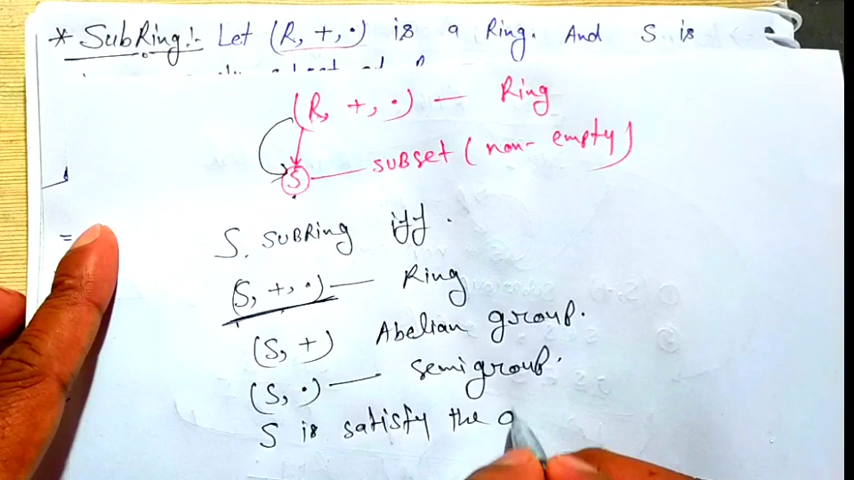 * SubRing:- Let (R, +, ·) is a Ring. And S is
(R, +, ·) — Ring
S — SUBSET (non-empty)
S. SUBRing iff.
(S, +, ·) — Ring
(S, +) Abelian group.
(S, ·) — semigroup.
S is satisfy the